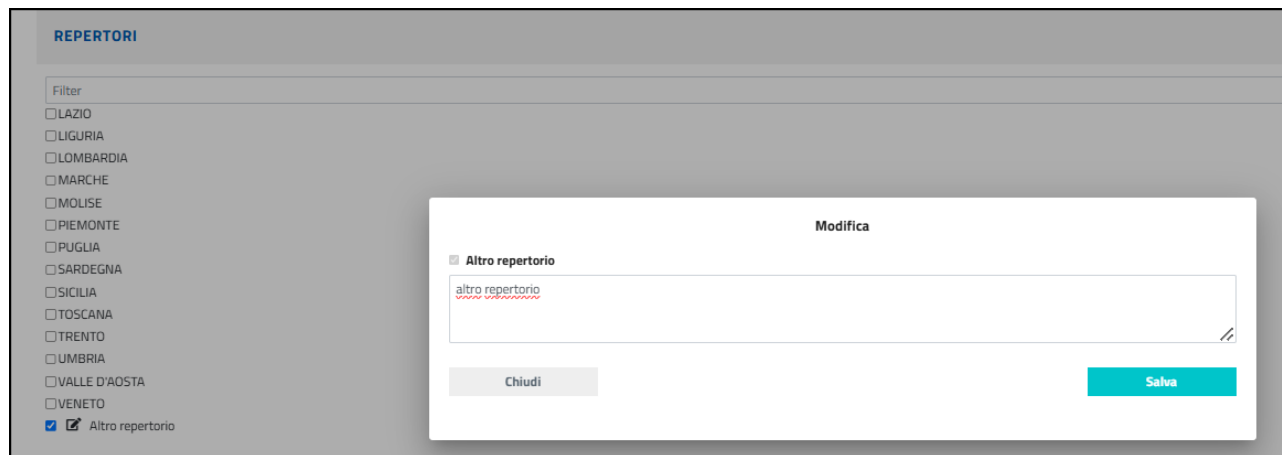 REPERTORI
Filter
LAZIO
LIGURIA
LOMBARDIA
MARCHE
MOLISE
PIEMONTE
PUGLIA
SARDEGNA
SICILIA
TOSCANA
TRENTO
UMBRIA
VALLE D'AOSTA
VENETO
Altro repertorio
Modifica
Altro repertorio
altro repertorio
Chiudi
Salva